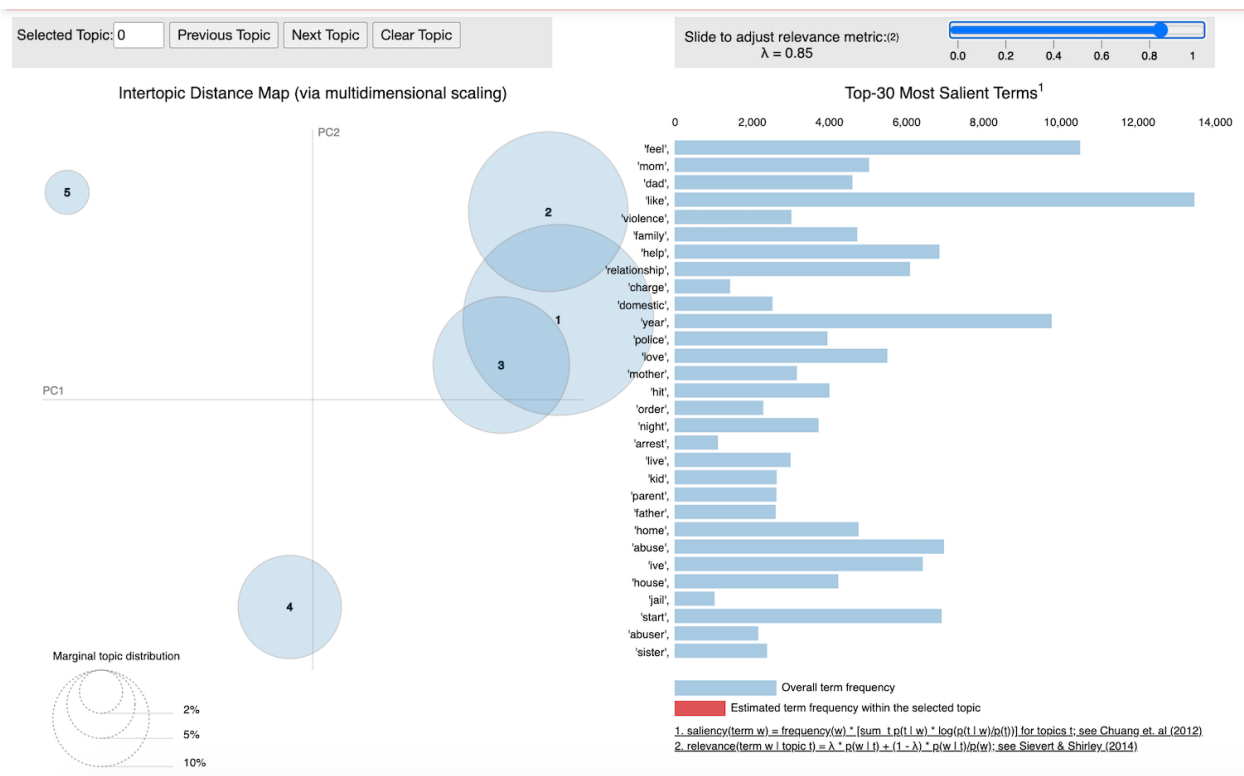 Selected Topic: 0 Previous Topic Next Topic Clear Topic
Slide to adjust relevance metric:(2)
λ = 0.85
0.0 0.2 0.4 0.6 0.8 1
Intertopic Distance Map (via multidimensional scaling)
PC2
PC1
5
2
1
3
4
Marginal topic distribution
2%
5%
10%
Top-30 Most Salient Terms1
0 2,000 4,000 6,000 8,000 10,000 12,000 14,000
'feel',
'mom',
'dad',
'like',
'violence',
'family',
'help',
'relationship',
'charge',
'domestic',
'year',
'police',
'love',
'mother',
'hit',
'order',
'night',
'arrest',
'live',
'kid',
'parent',
'father',
'home',
'abuse',
'ive',
'house',
'jail',
'start',
'abuser',
'sister',
Overall term frequency
Estimated term frequency within the selected topic
1. saliency(term w) = frequency(w) * [sum_t p(t | w) * log(p(t | w)/p(t))] for topics t; see Chuang et. al (2012)
2. relevance(term w | topic t) = λ * p(w | t) + (1 - λ) * p(w | t)/p(w); see Sievert & Shirley (2014)